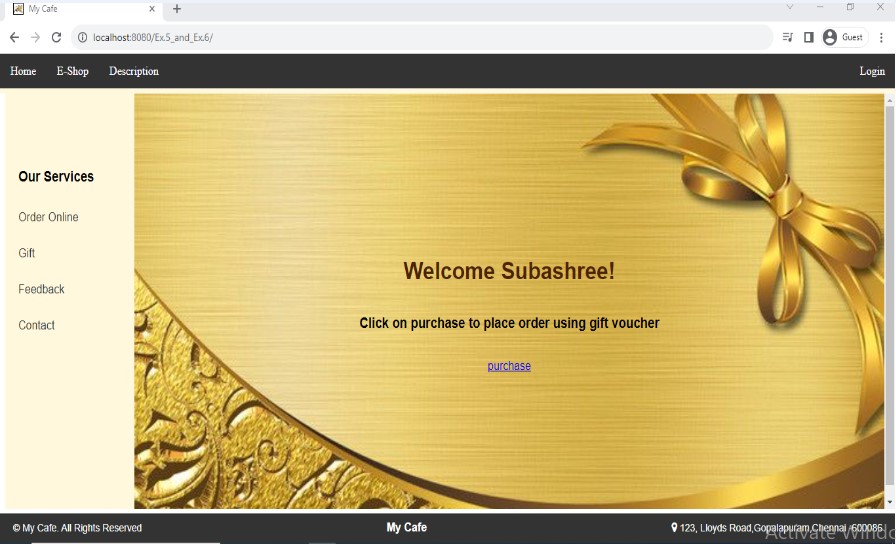 My Cafe
localhost:8080/Ex.5_and_Ex.6/
Guest
Home E-Shop Description Login
Our Services
Order Online
Gift
Feedback
Contact
Welcome Subashree!
Click on purchase to place order using gift voucher
purchase
© My Cafe. All Rights Reserved
My Cafe
123, Lloyds Road,Gopalapuram,Chennai -600086
Activate Windo